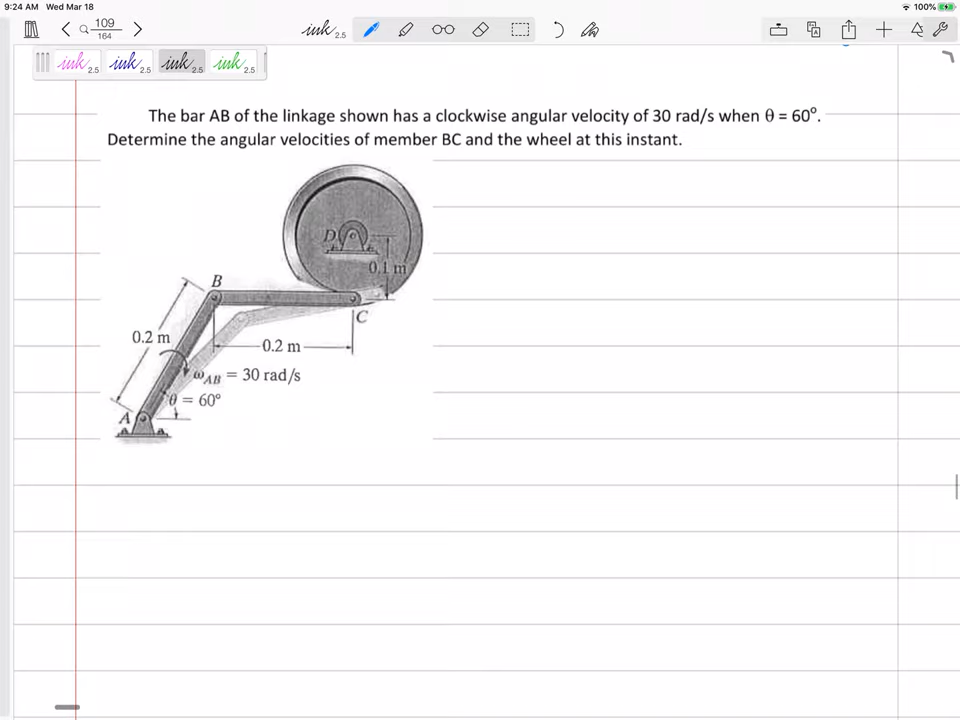 9:24 AM Wed Mar 18
100%
109
164
ink 2.5
ink 2.5
ink 2.5
ink 2.5
ink 2.5
The bar AB of the linkage shown has a clockwise angular velocity of 30 rad/s when θ = 60°.
Determine the angular velocities of member BC and the wheel at this instant.
D
0.1 m
B
C
0.2 m
0.2 m
ω_AB = 30 rad/s
θ = 60°
A